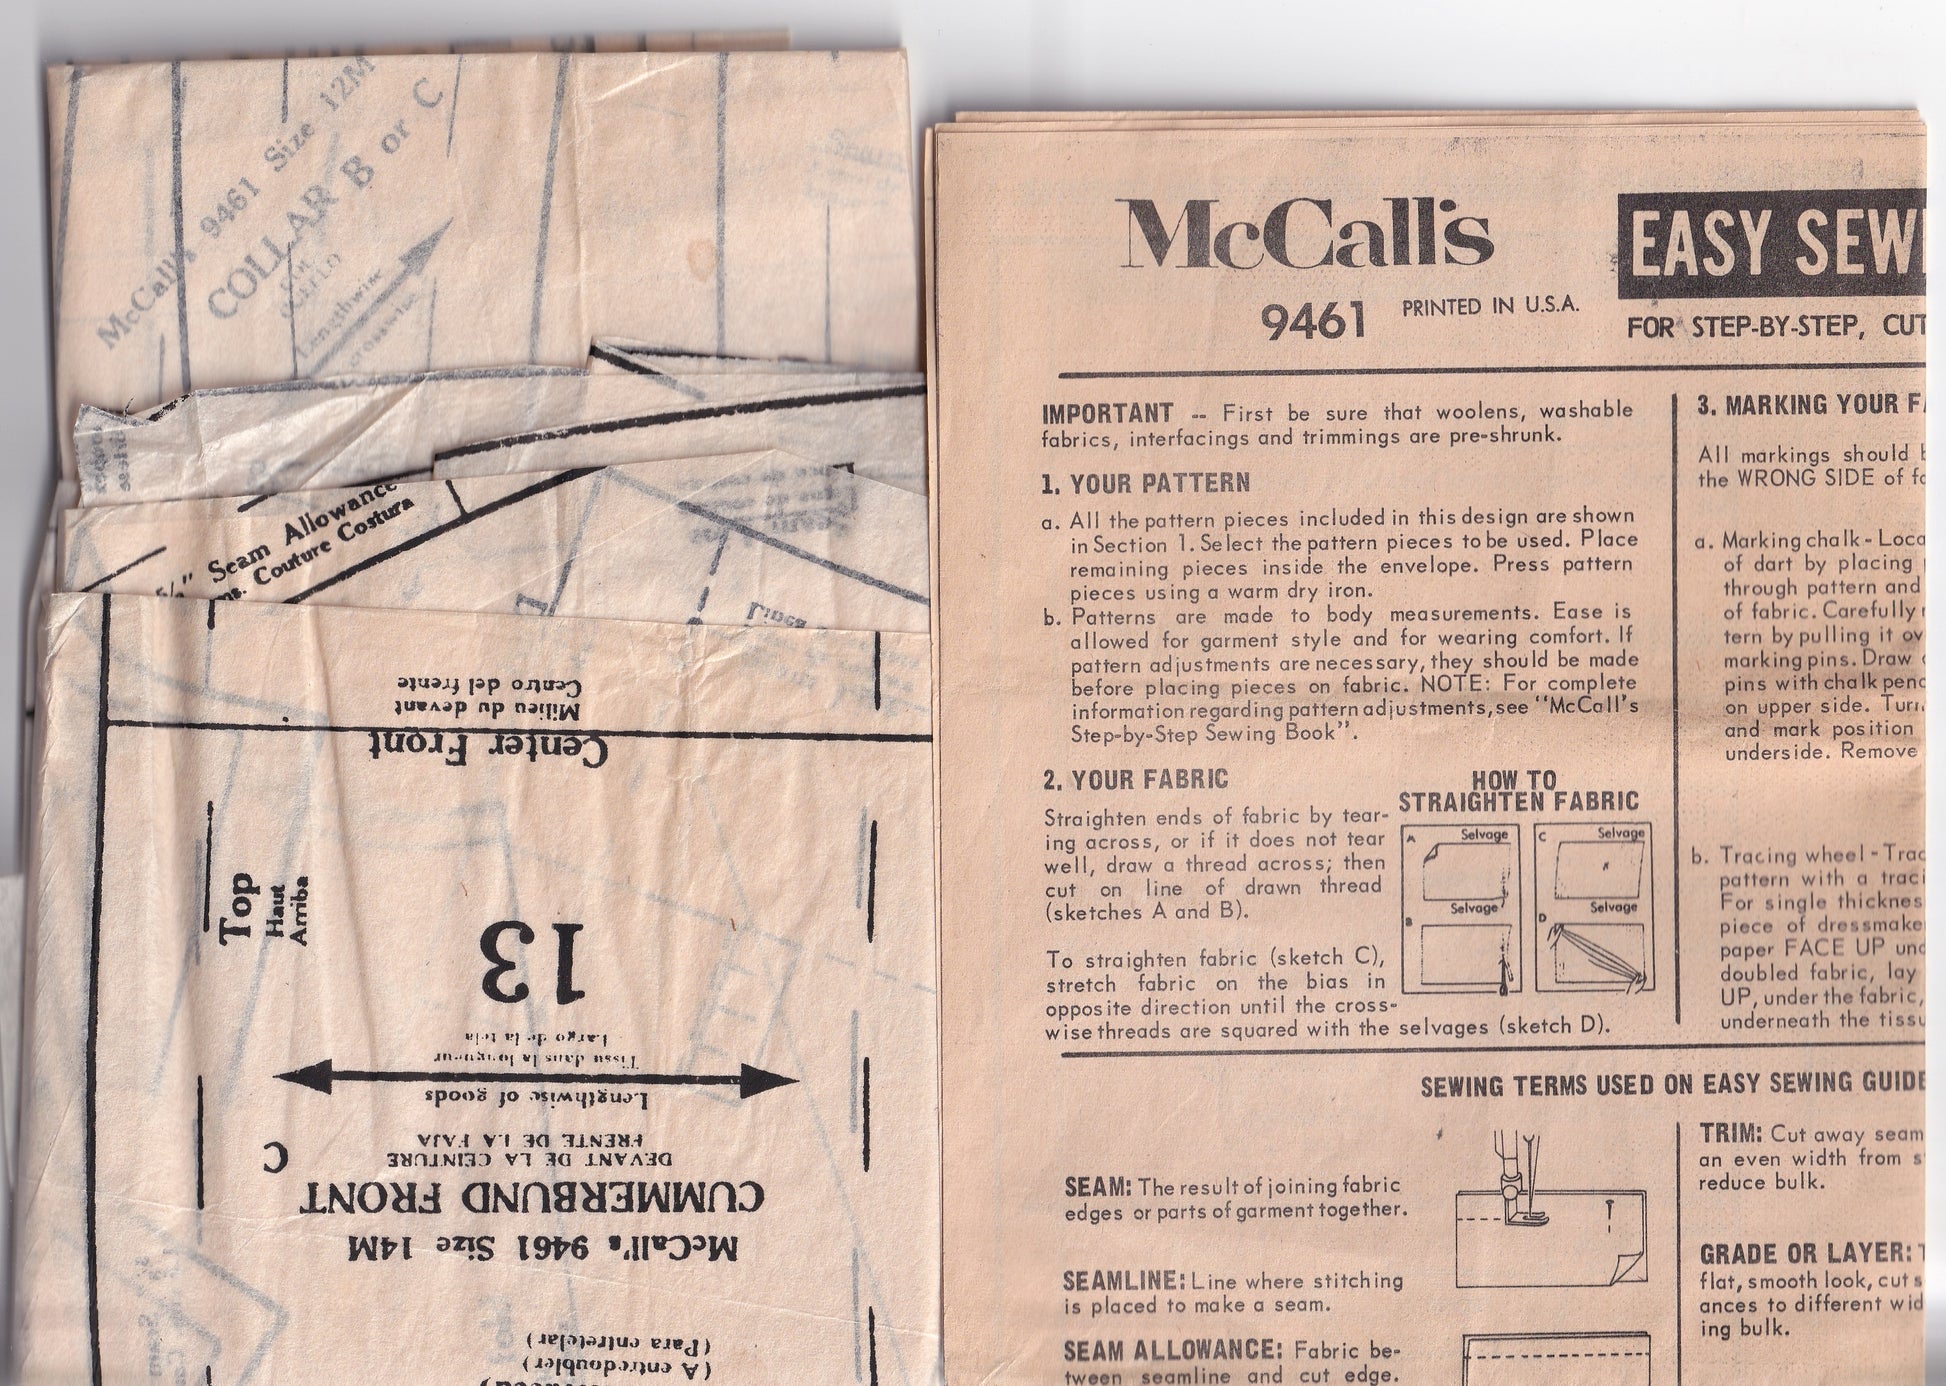 McCall's 9461 Size 12M
COLLAR B or C
Lengthwise
crosswise
5/8" Seam Allowance
Couture Costura
Centro del frente
Milieu du devant
Center Front
Top
Haut
Arriba
13
Largo de la tela
Tissu dans la longueur
Lengthwise of goods
C
FRENTE DE LA FAJA
DEVANT DE LA CEINTURE
CUMMERBUND FRONT
McCall's 9461 Size 14M
(Para entretelar)
(A entredoubler)
McCall's
9461 PRINTED IN U.S.A.
EASY SEWI
FOR STEP-BY-STEP, CUT
IMPORTANT -- First be sure that woolens, washable
fabrics, interfacings and trimmings are pre-shrunk.
1. YOUR PATTERN
a. All the pattern pieces included in this design are shown
in Section 1. Select the pattern pieces to be used. Place
remaining pieces inside the envelope. Press pattern
pieces using a warm dry iron.
b. Patterns are made to body measurements. Ease is
allowed for garment style and for wearing comfort. If
pattern adjustments are necessary, they should be made
before placing pieces on fabric. NOTE: For complete
information regarding pattern adjustments, see "McCall's
Step-by-Step Sewing Book".
2. YOUR FABRIC
Straighten ends of fabric by tear-
ing across, or if it does not tear
well, draw a thread across; then
cut on line of drawn thread
(sketches A and B).
To straighten fabric (sketch C),
stretch fabric on the bias in
opposite direction until the cross-
wise threads are squared with the selvages (sketch D).
HOW TO
STRAIGHTEN FABRIC
A Selvage
C Selvage
Selvage
Selvage
B
D
3. MARKING YOUR FA
All markings should b
the WRONG SIDE of fa
a. Marking chalk - Loca
of dart by placing
through pattern and
of fabric. Carefully r
tern by pulling it ov
marking pins. Draw
pins with chalk penc
on upper side. Turn
and mark position
underside. Remove
b. Tracing wheel - Trac
pattern with a traci
For single thicknes
piece of dressmake
paper FACE UP und
doubled fabric, lay
UP, under the fabric,
underneath the tissu
SEWING TERMS USED ON EASY SEWING GUIDE
SEAM: The result of joining fabric
edges or parts of garment together.
SEAMLINE: Line where stitching
is placed to make a seam.
SEAM ALLOWANCE: Fabric be-
tween seamline and cut edge.
TRIM: Cut away seam
an even width from s
reduce bulk.
GRADE OR LAYER: T
flat, smooth look, cut s
ances to different wid
ing bulk.